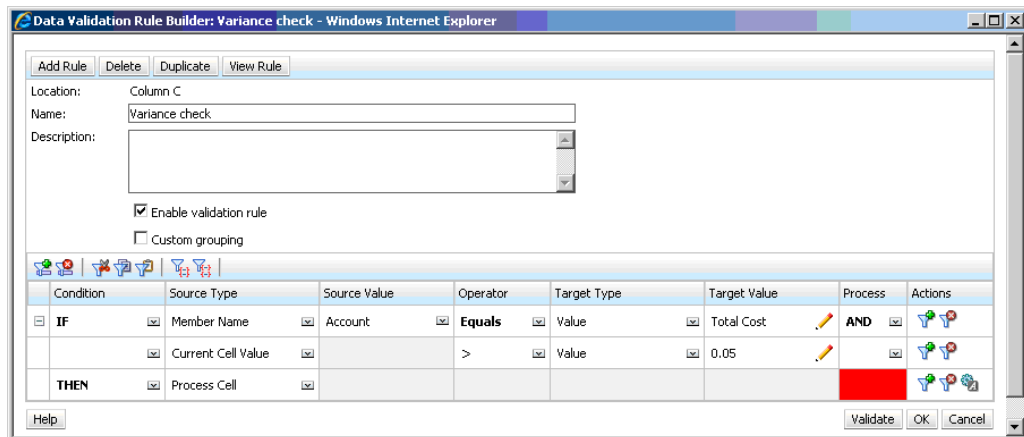 Data Validation Rule Builder: Variance check - Windows Internet Explorer
Add Rule Delete Duplicate View Rule
Location: Column C
Name: Variance check
Description:
Enable validation rule
Custom grouping
Condition Source Type Source Value Operator Target Type Target Value Process Actions
IF Member Name Account Equals Value Total Cost AND
Current Cell Value > Value 0.05
THEN Process Cell
Help Validate OK Cancel